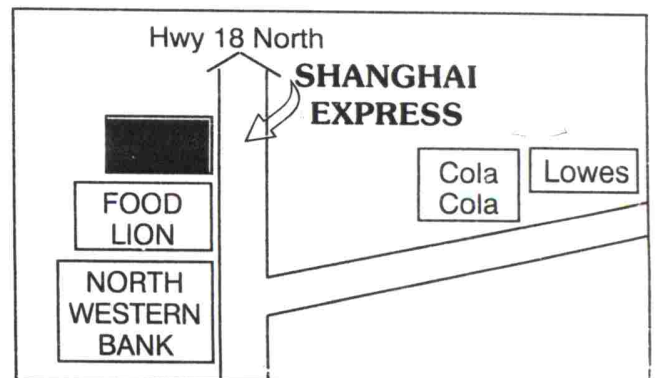 Hwy 18 North
SHANGHAI
EXPRESS
Cola
Cola
Lowes
FOOD
LION
NORTH
WESTERN
BANK